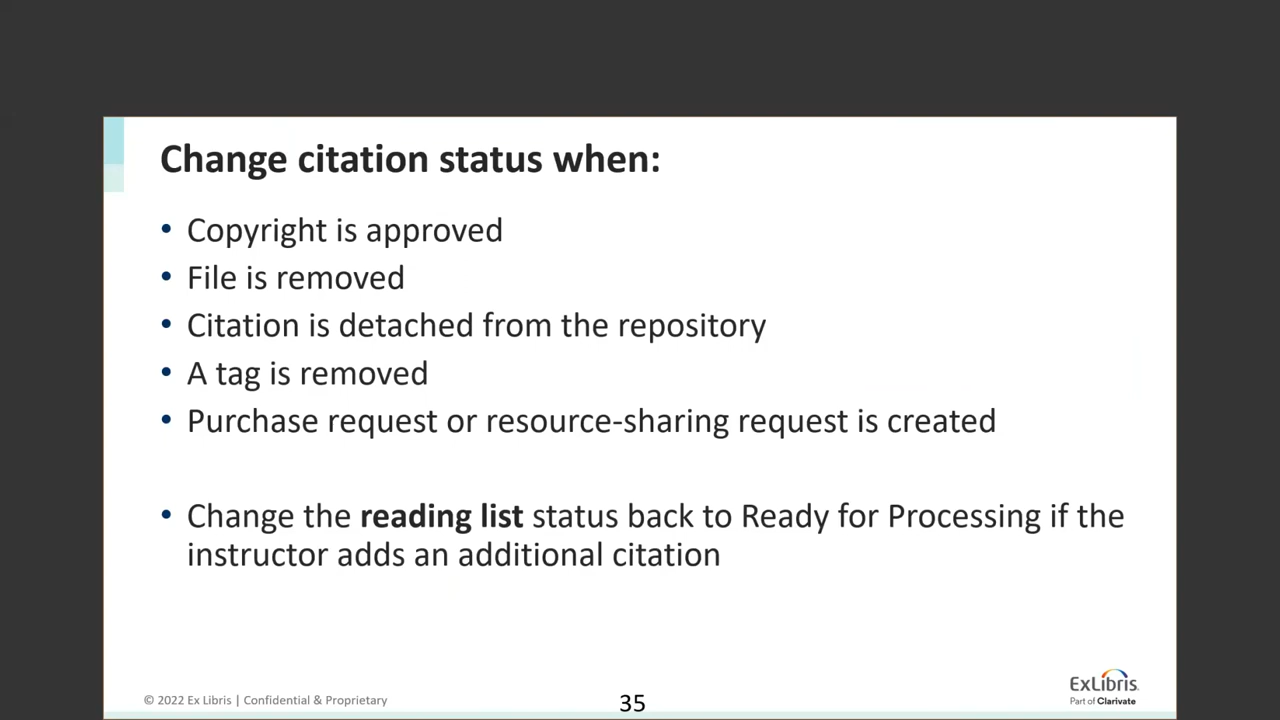 Change citation status when:
• Copyright is approved
• File is removed
• Citation is detached from the repository
• A tag is removed
• Purchase request or resource-sharing request is created
• Change the reading list status back to Ready for Processing if the
instructor adds an additional citation
© 2022 Ex Libris | Confidential & Proprietary
35
ExLibris
Part of Clarivate